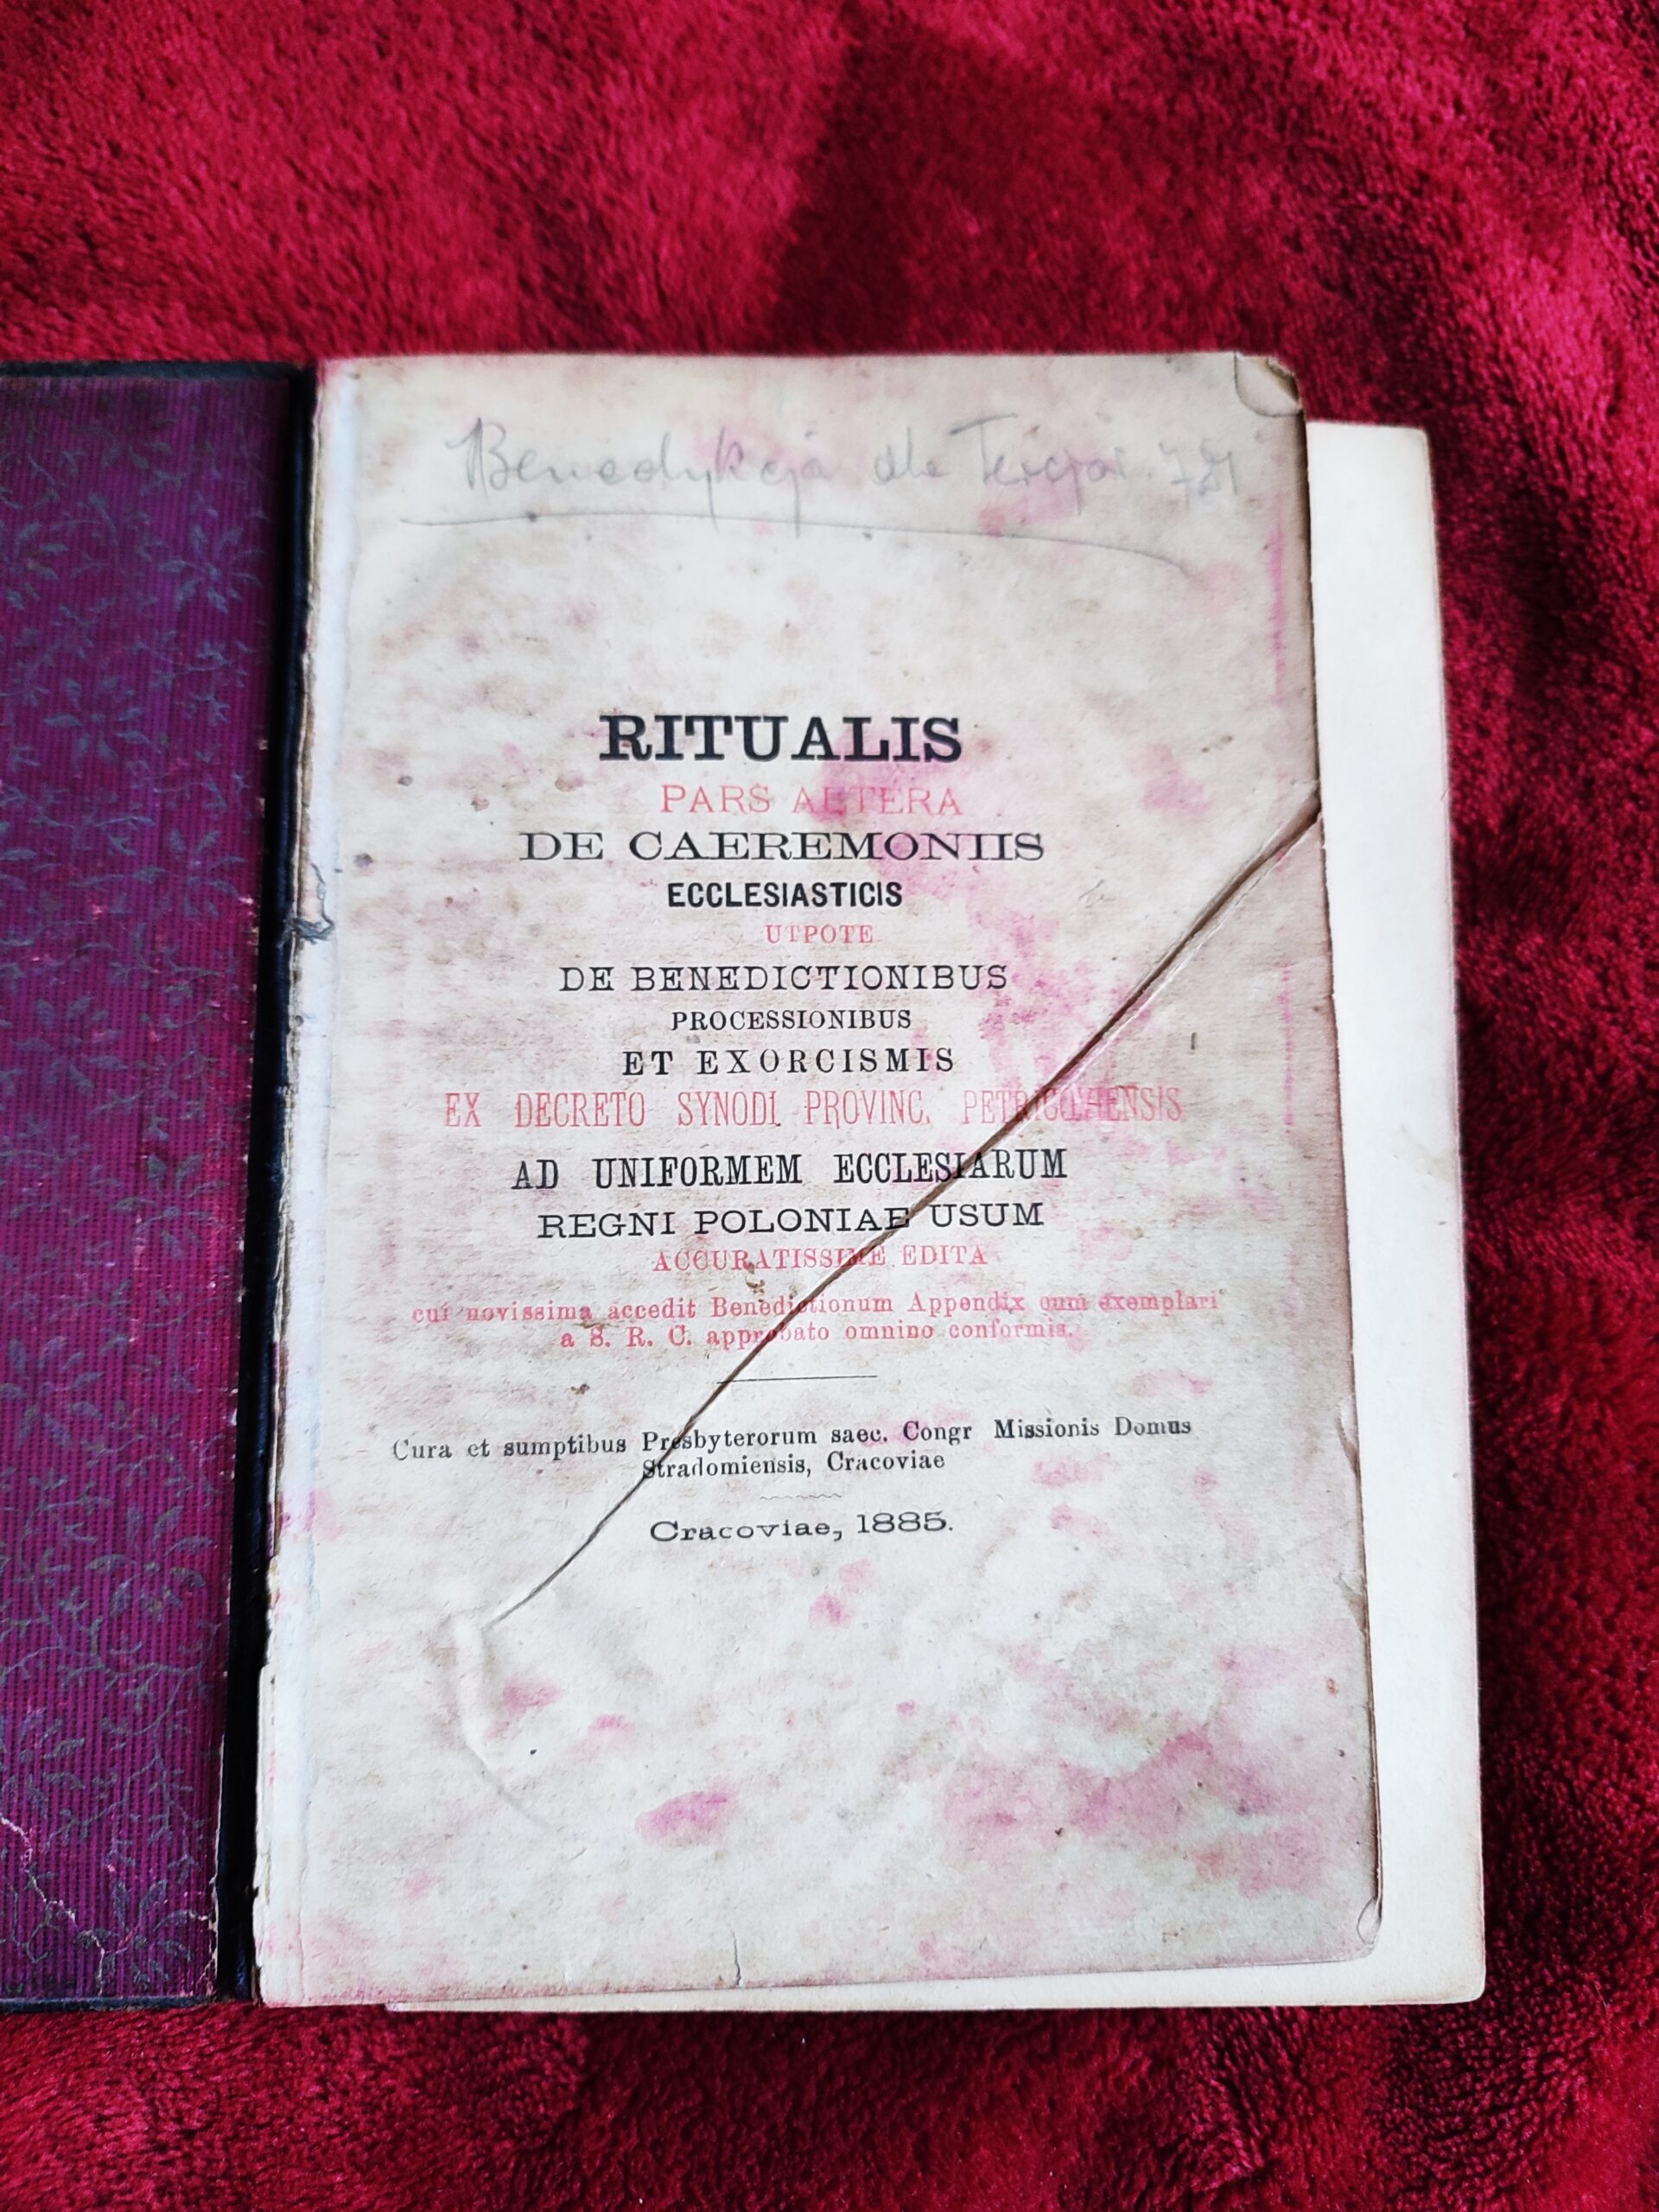 Benedykcja dla Tercjar.
RITUALIS
PARS ALTERA
DE CAEREMONIIS
ECCLESIASTICIS
UTPOTE
DE BENEDICTIONIBUS
PROCESSIONIBUS
ET EXORCISMIS
EX DECRETO SYNODI PROVINC. PETRICOVIENSIS
AD UNIFORMEM ECCLESIARUM
REGNI POLONIAE USUM
ACCURATISSIME EDITA
cui novissima accedit Benedictionum Appendix cum exemplari
a S. R. C. approbato omnino conformis.
Cura et sumptibus Presbyterorum saec. Congr Missionis Domus
Stradomiensis, Cracoviae
Cracoviae, 1885.